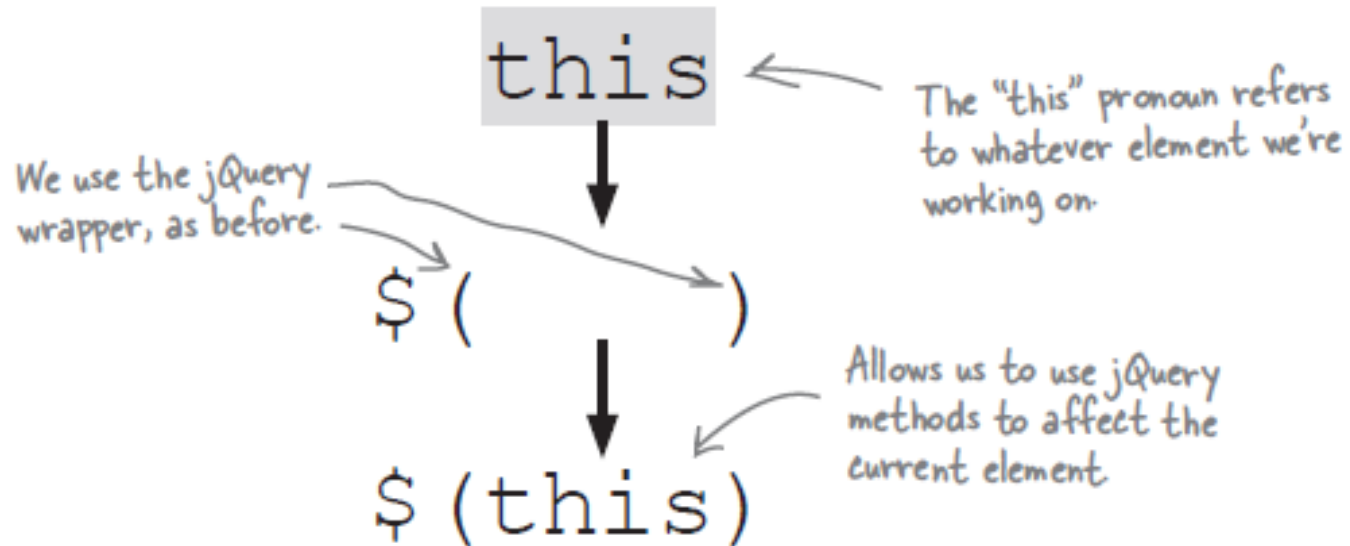 this
The "this" pronoun refers
to whatever element we're
working on.
We use the jQuery
wrapper, as before.
$( )
Allows us to use jQuery
methods to affect the
current element.
$(this)